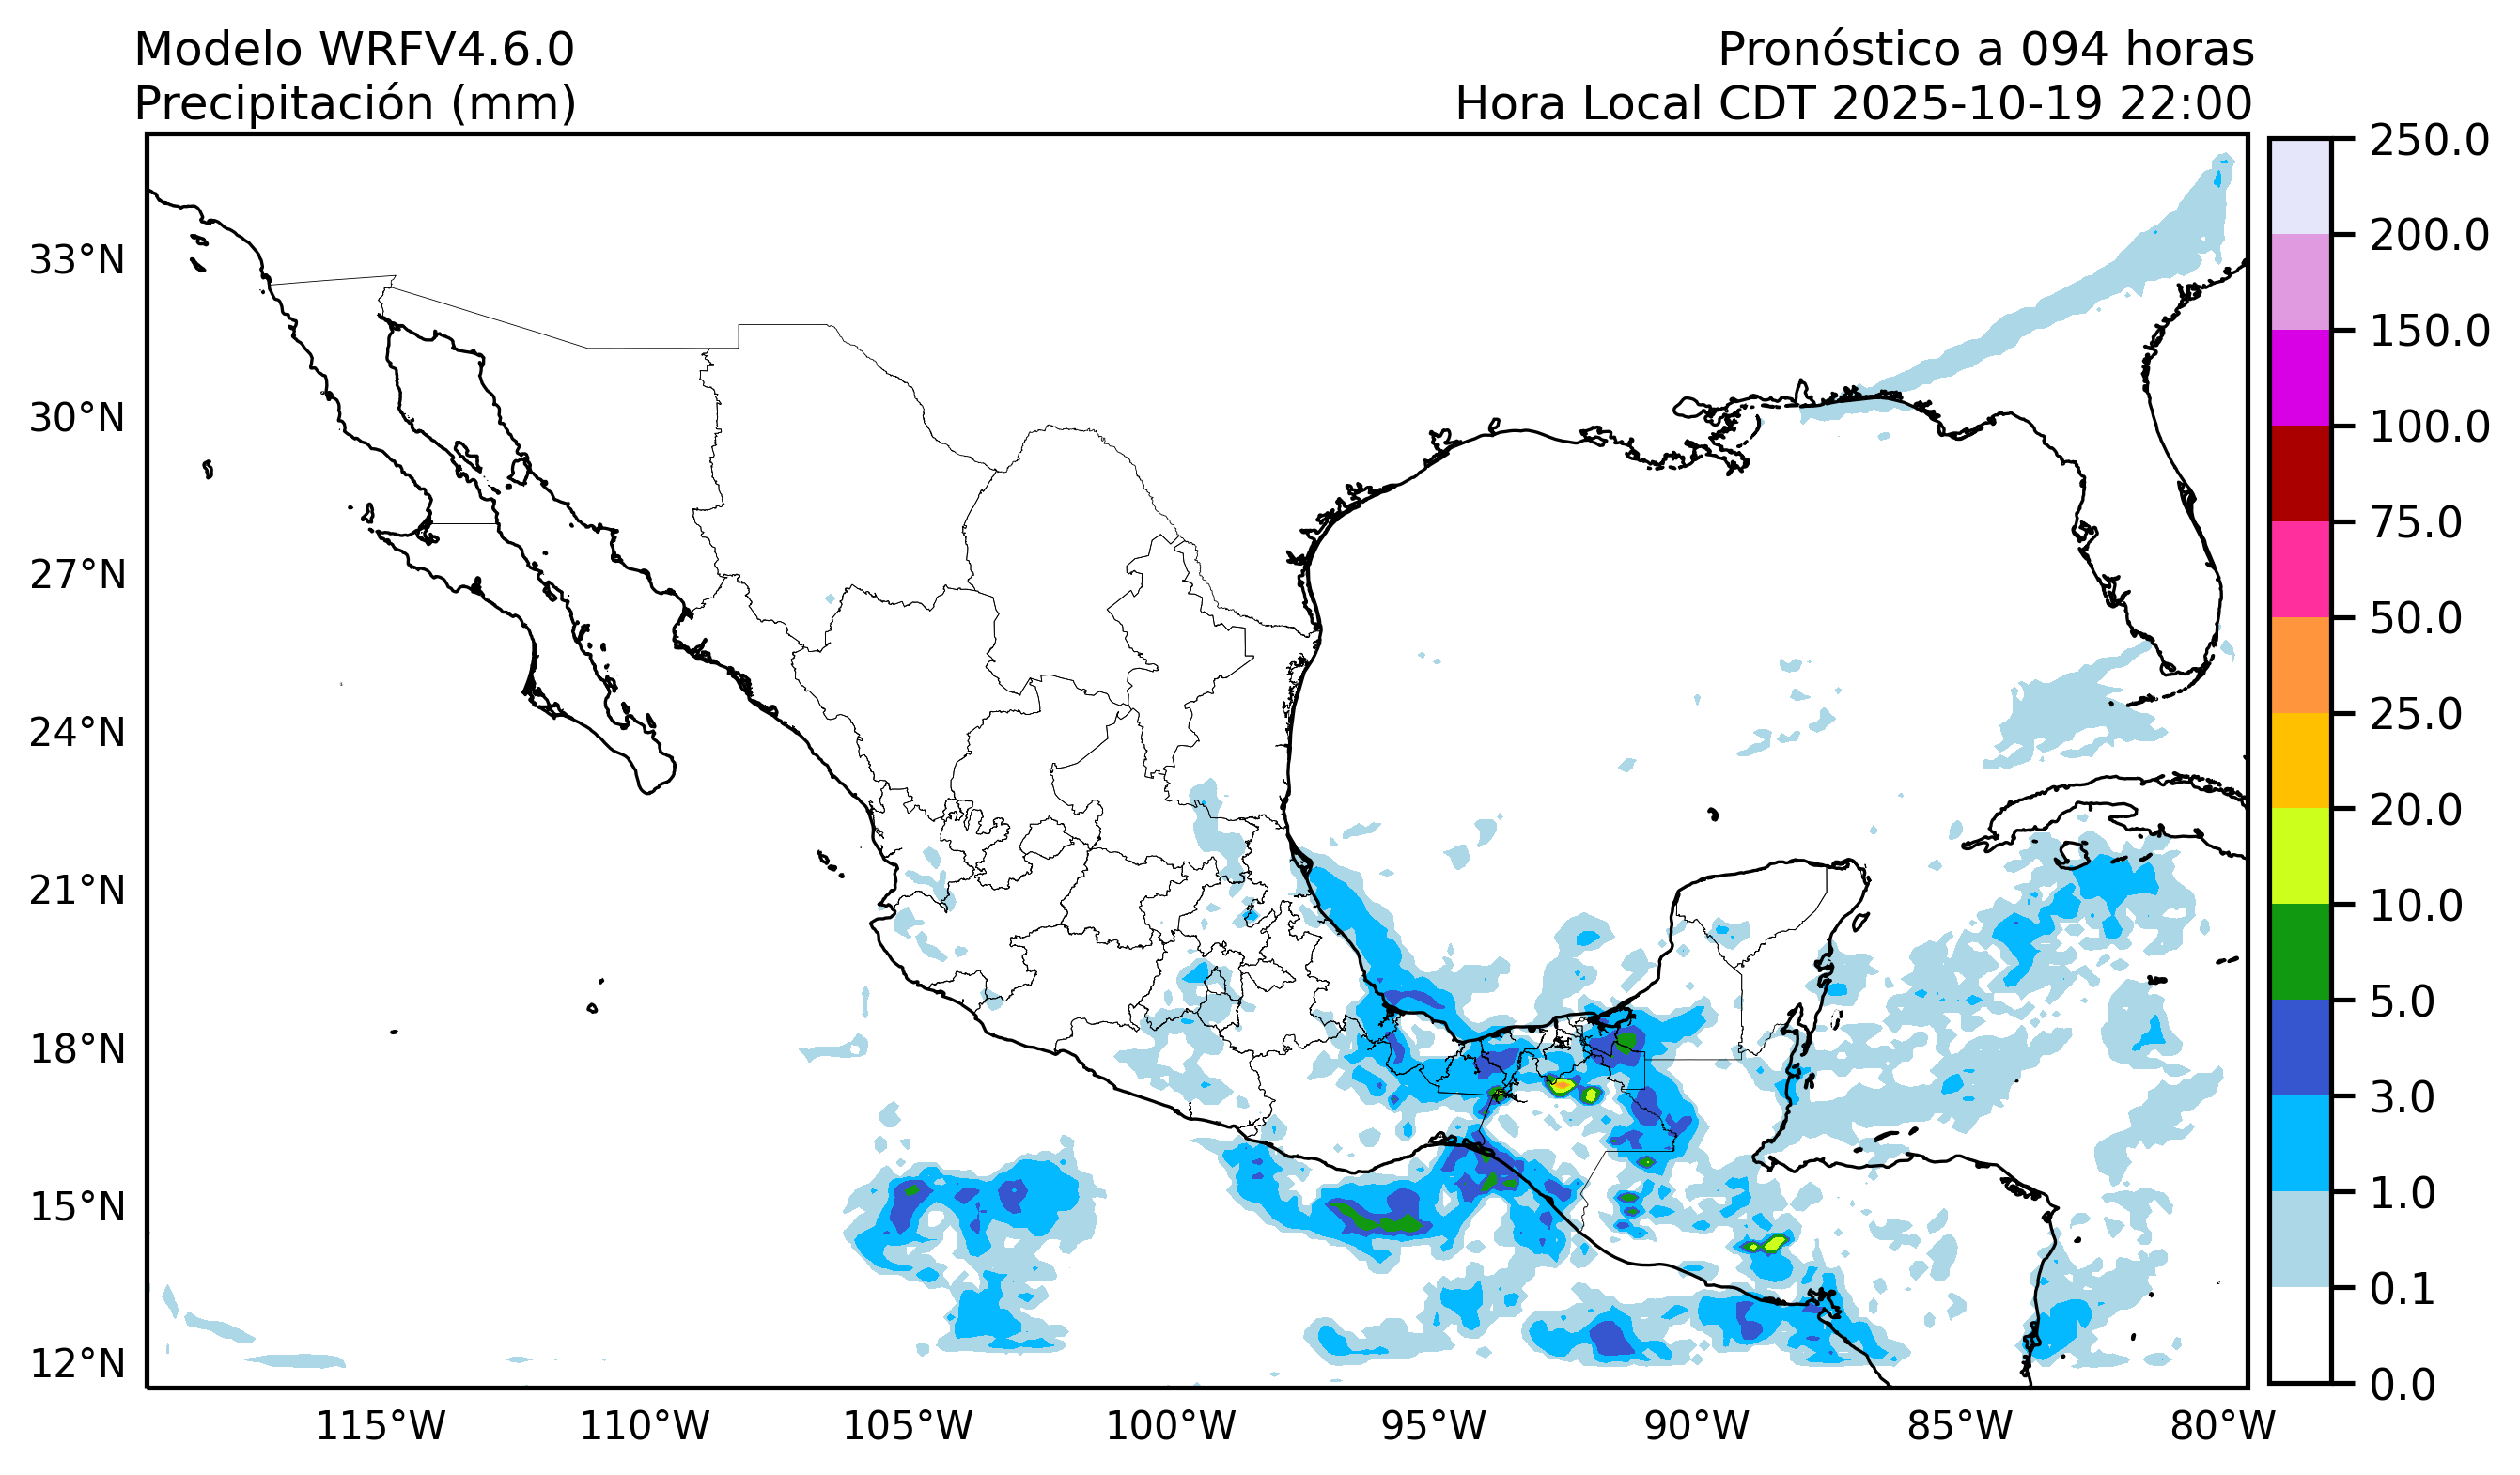 Modelo WRFV4.6.0
Precipitación (mm)
Pronóstico a 094 horas
Hora Local CDT 2025-10-19 22:00
33°N
30°N
27°N
24°N
21°N
18°N
15°N
12°N
115°W
110°W
105°W
100°W
95°W
90°W
85°W
80°W
250.0
200.0
150.0
100.0
75.0
50.0
25.0
20.0
10.0
5.0
3.0
1.0
0.1
0.0